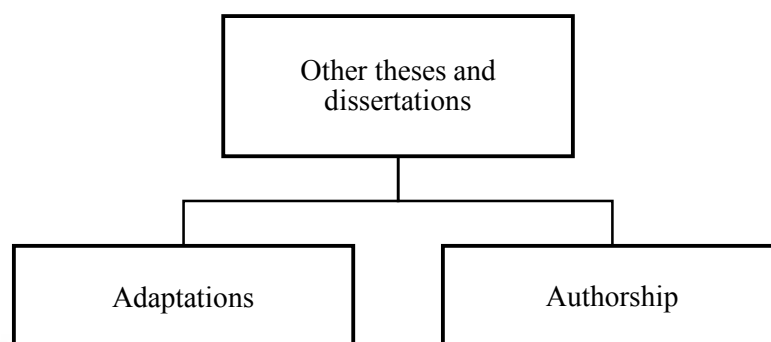 Other theses and
dissertations
Adaptations
Authorship